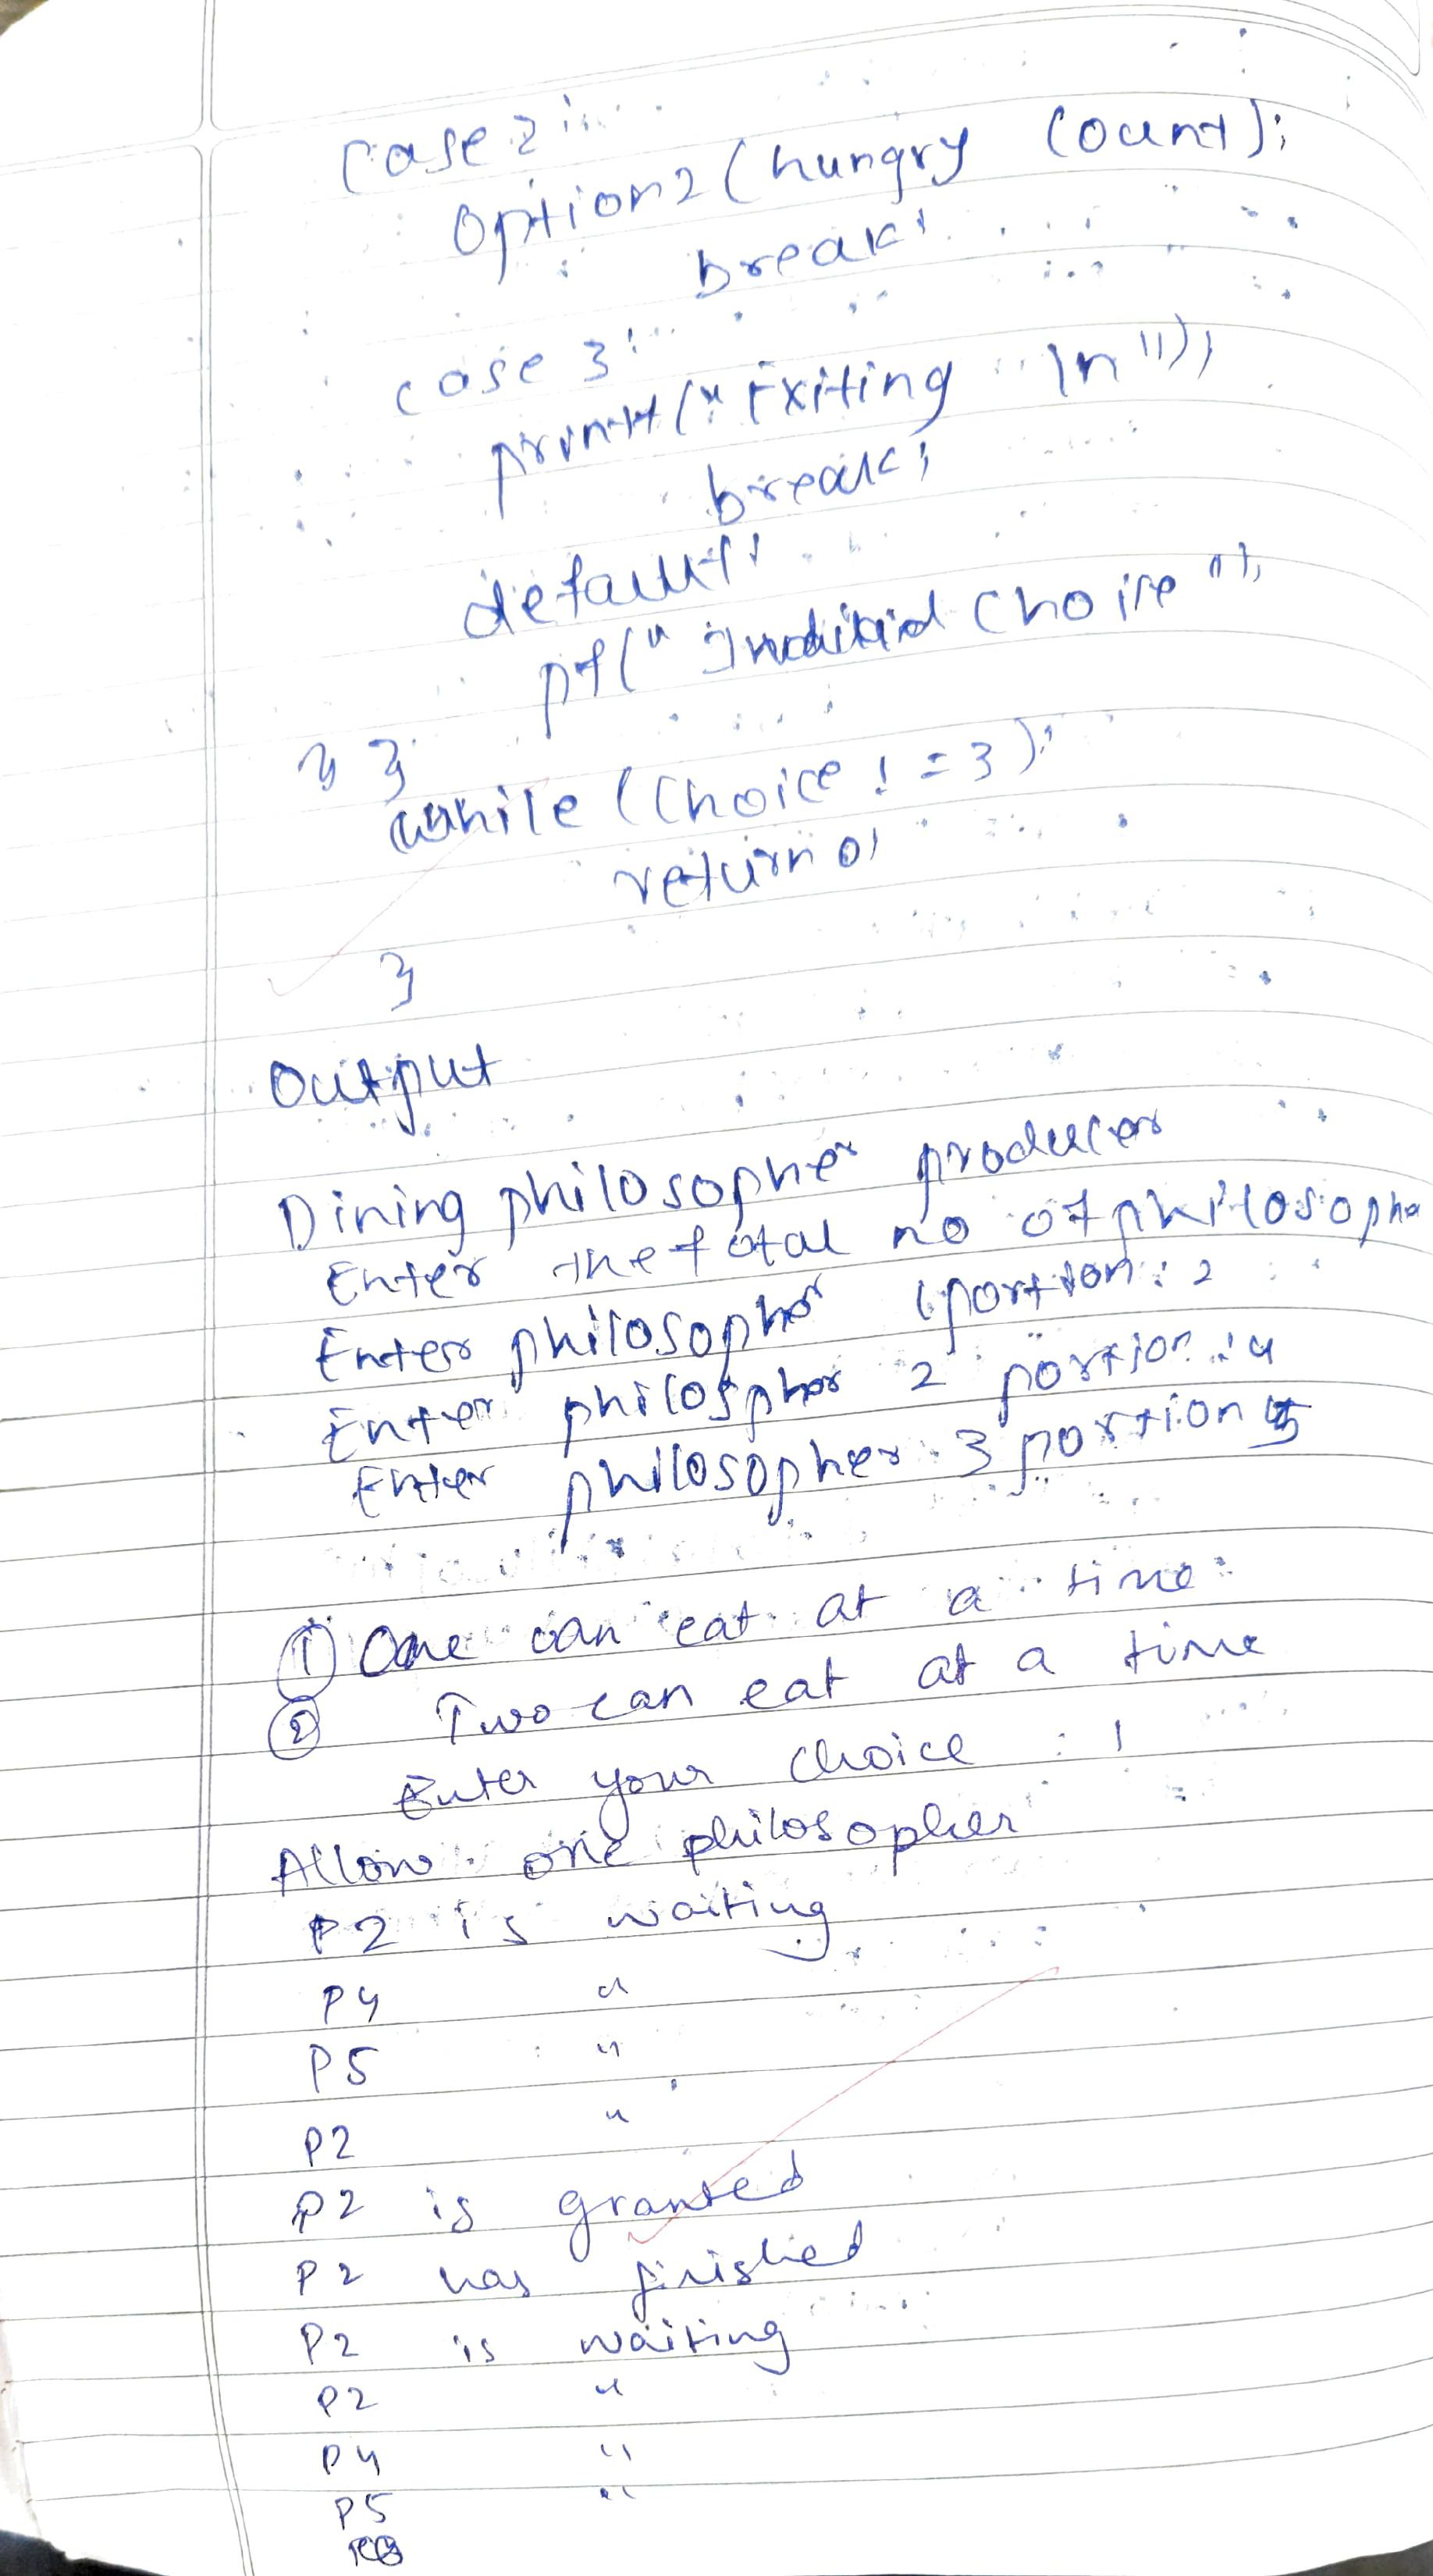 case 2:
Option2 (hungry count);
break;
case 3:
printf ("Exiting \n");
break;
default:
pf(" Invalid choice ");
} }
while (choice ! = 3);
return 0;
}
Output
Dining philosopher producer
Enter the total no of philosophe
Enter philosopher 1 portion : 2
Enter philospher 2 portion : 4
Enter philosopher 3 portion 5
① One can eat at a time:
② Two can eat at a time
Enter your choice : 1
Allow one philosopher
P2 is waiting
P4 "
P5 "
P2 "
P2 is granted
P2 has finished
P2 is waiting
P2 "
P4 "
P5 "